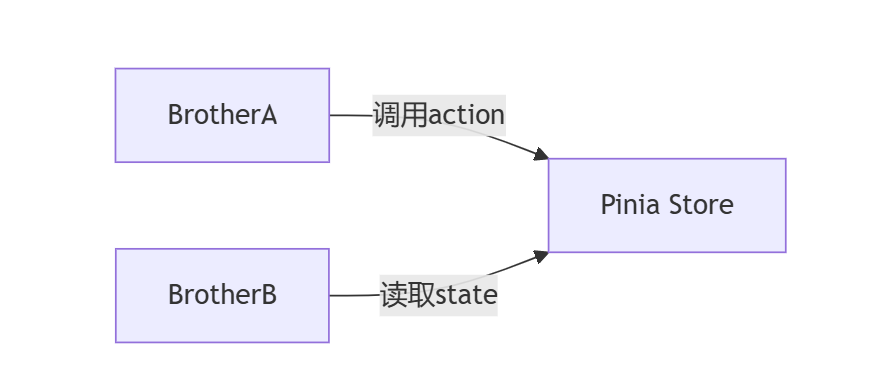 BrotherA
调用action
Pinia Store
BrotherB
读取state